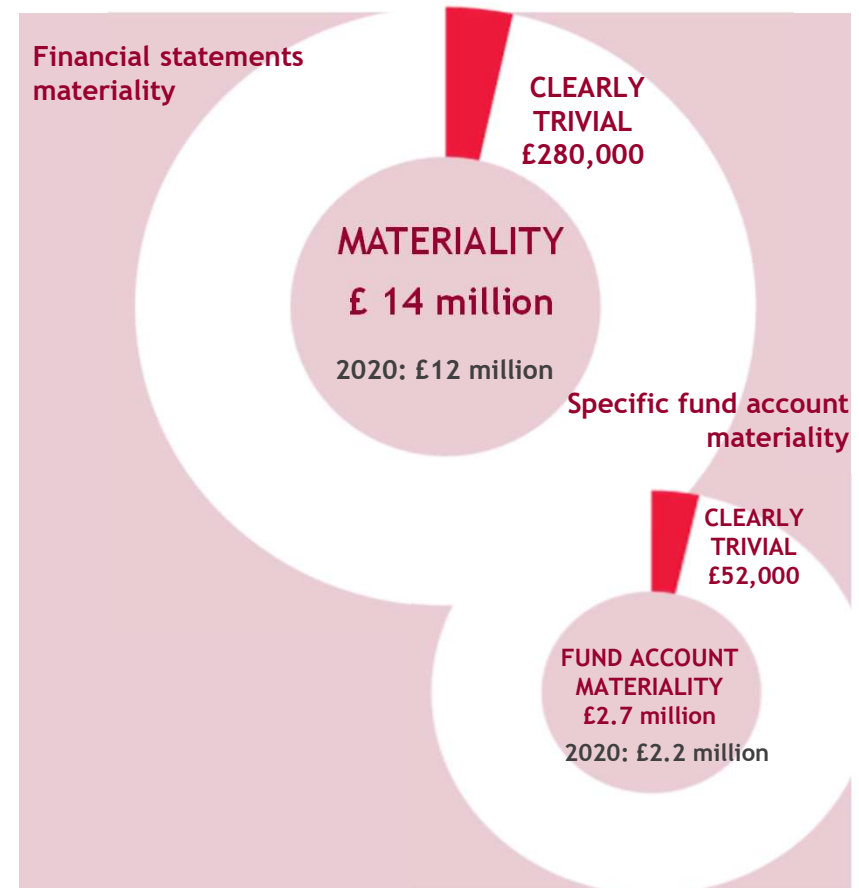 Financial statements
materiality
CLEARLY
TRIVIAL
£280,000
MATERIALITY
£ 14 million
2020: £12 million
Specific fund account
materiality
CLEARLY
TRIVIAL
£52,000
FUND ACCOUNT
MATERIALITY
£2.7 million
2020: £2.2 million